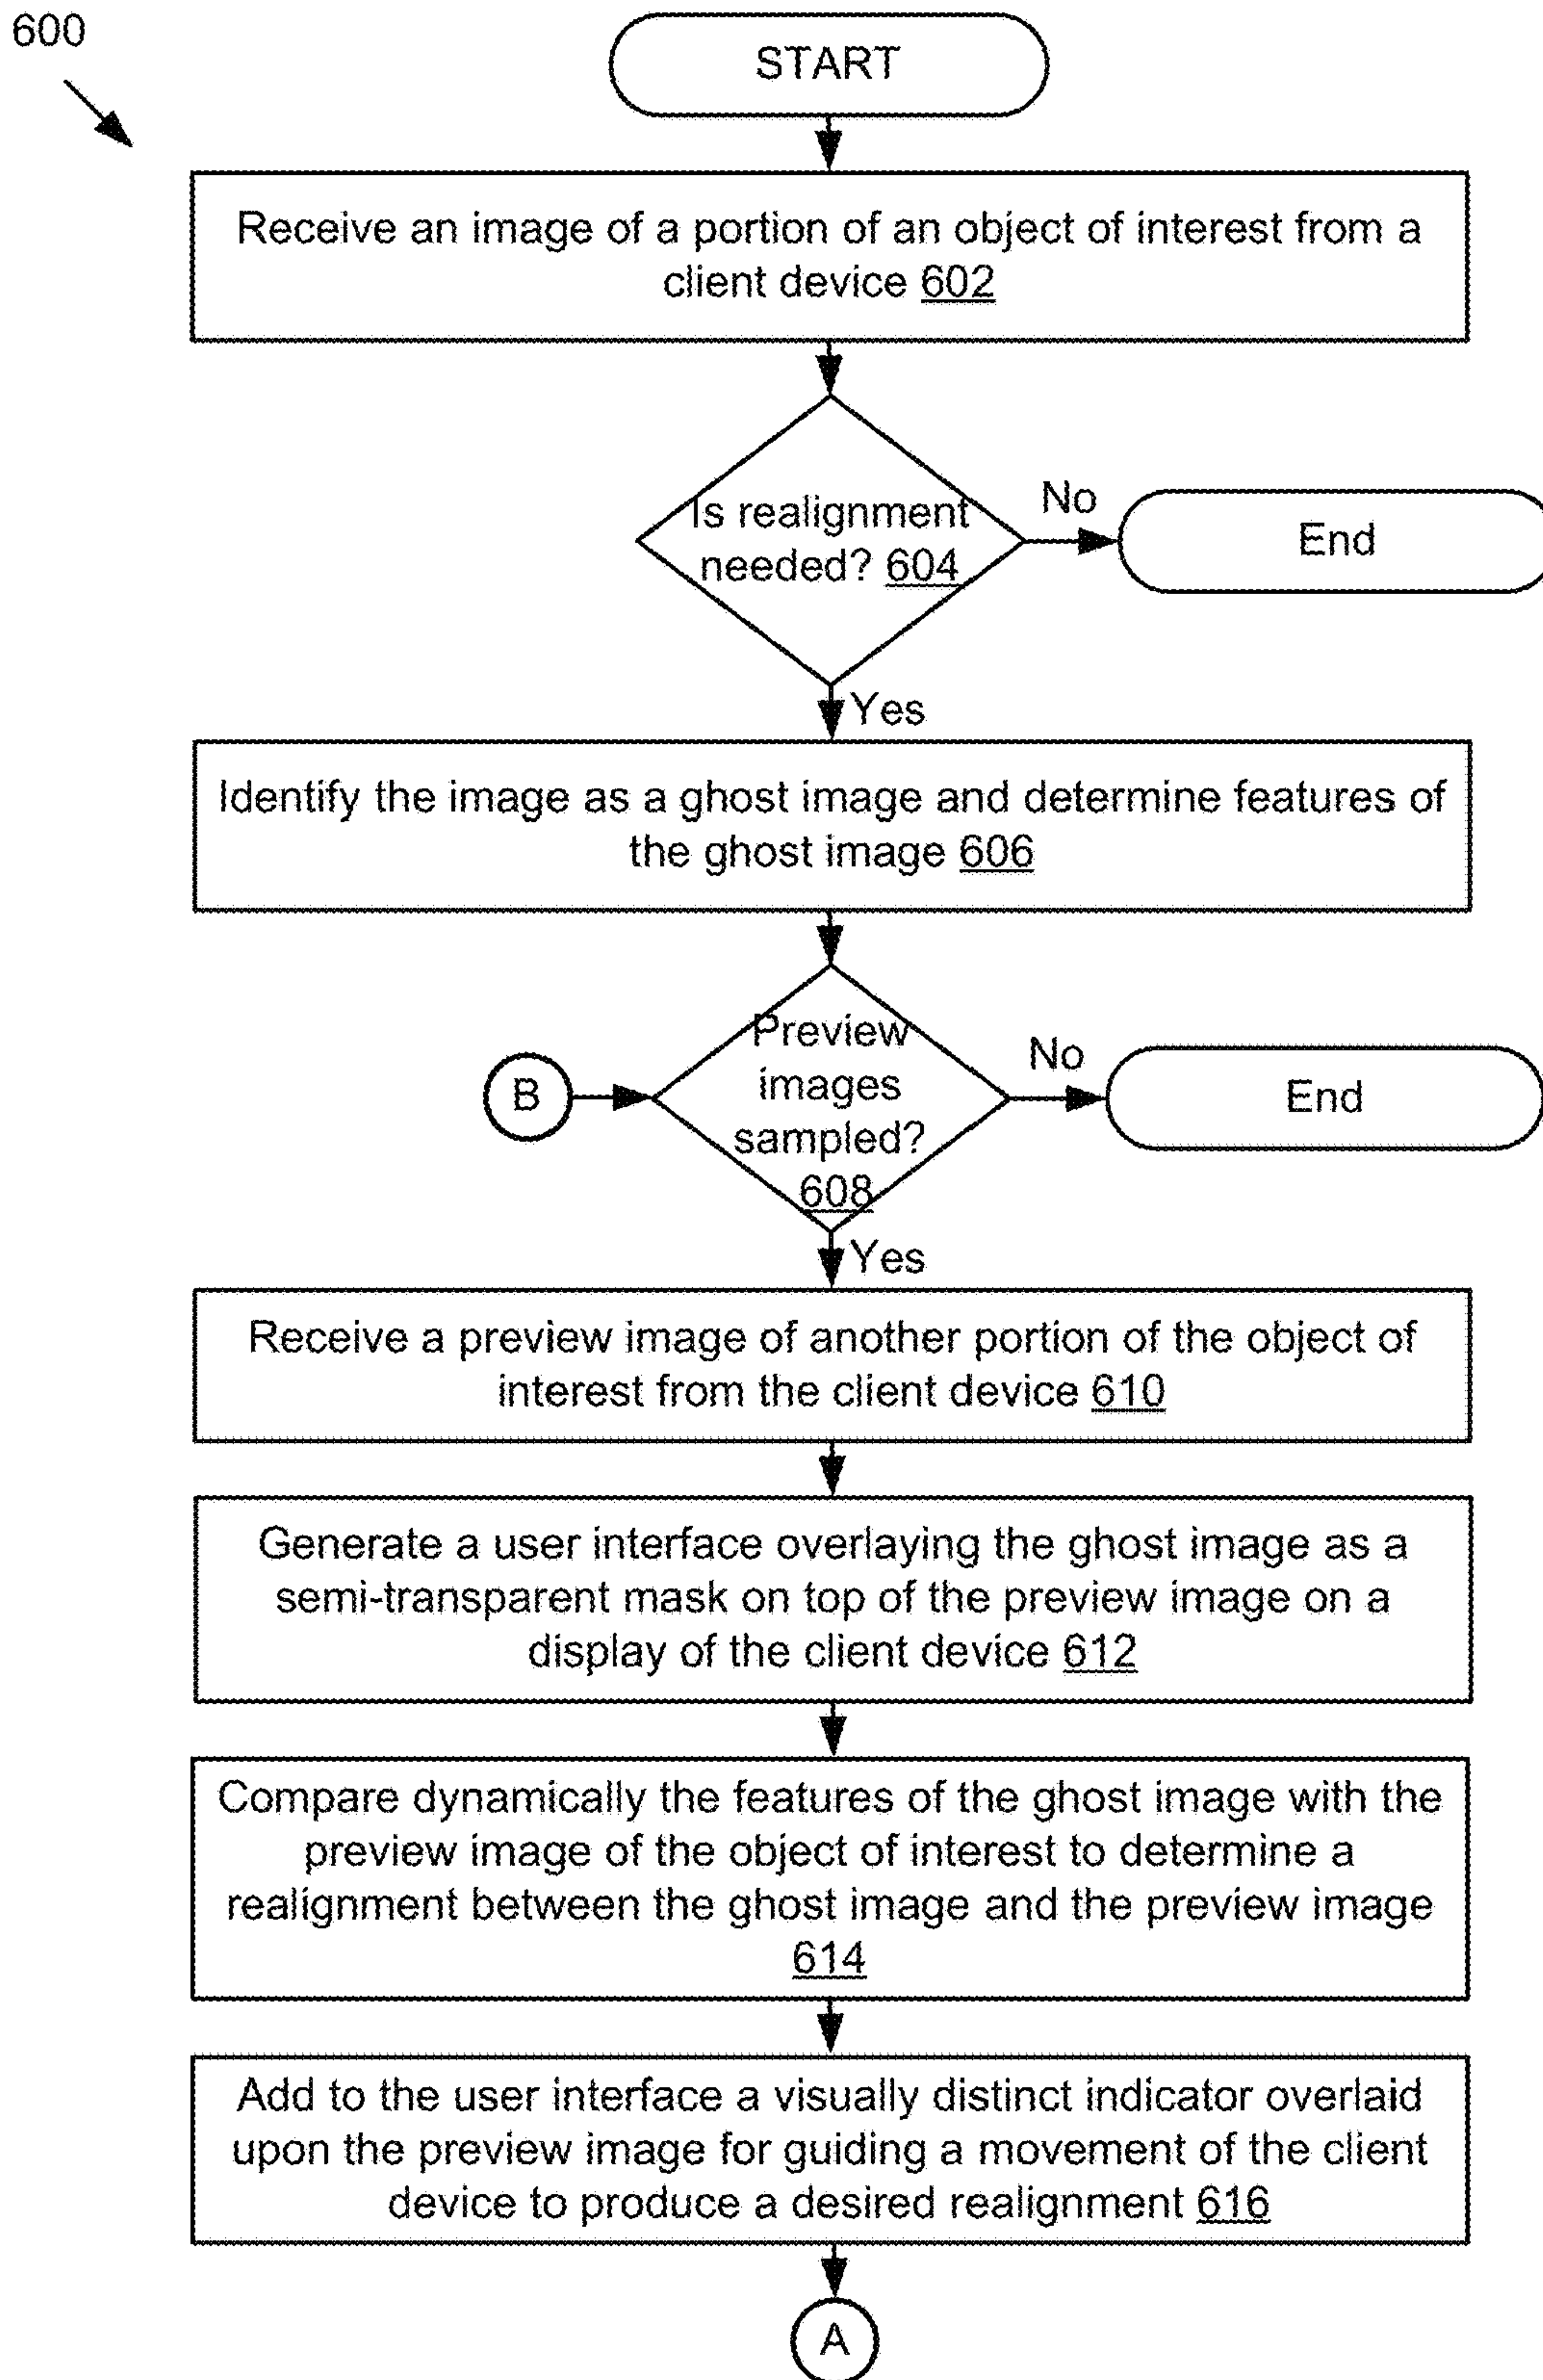 600
START
Receive an image of a portion of an object of interest from a
client device 602
Is realignment
needed? 604
No
End
Yes
Identify the image as a ghost image and determine features of
the ghost image 606
B
Preview
images
sampled?
608
No
End
Yes
Receive a preview image of another portion of the object of
interest from the client device 610
Generate a user interface overlaying the ghost image as a
semi-transparent mask on top of the preview image on a
display of the client device 612
Compare dynamically the features of the ghost image with the
preview image of the object of interest to determine a
realignment between the ghost image and the preview image
614
Add to the user interface a visually distinct indicator overlaid
upon the preview image for guiding a movement of the client
device to produce a desired realignment 616
A